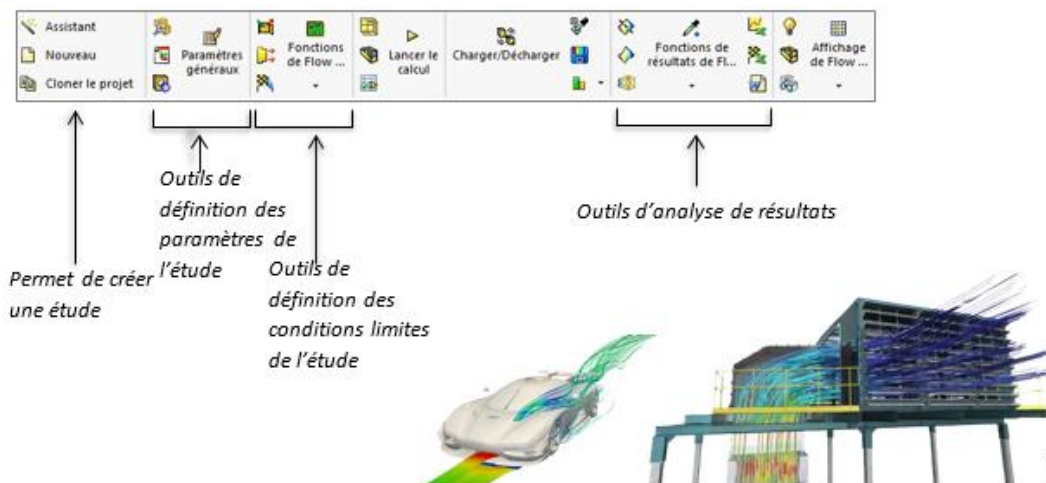 Assistant
Nouveau
Cloner le projet
Paramètres
généraux
Fonctions
de Flow ...
Lancer le
calcul
Charger/Décharger
Fonctions de
résultats de Fl...
Affichage
de Flow ...
Permet de créer
une étude
Outils de
définition des
paramètres de
l'étude
Outils de
définition des
conditions limites
de l'étude
Outils d'analyse de résultats